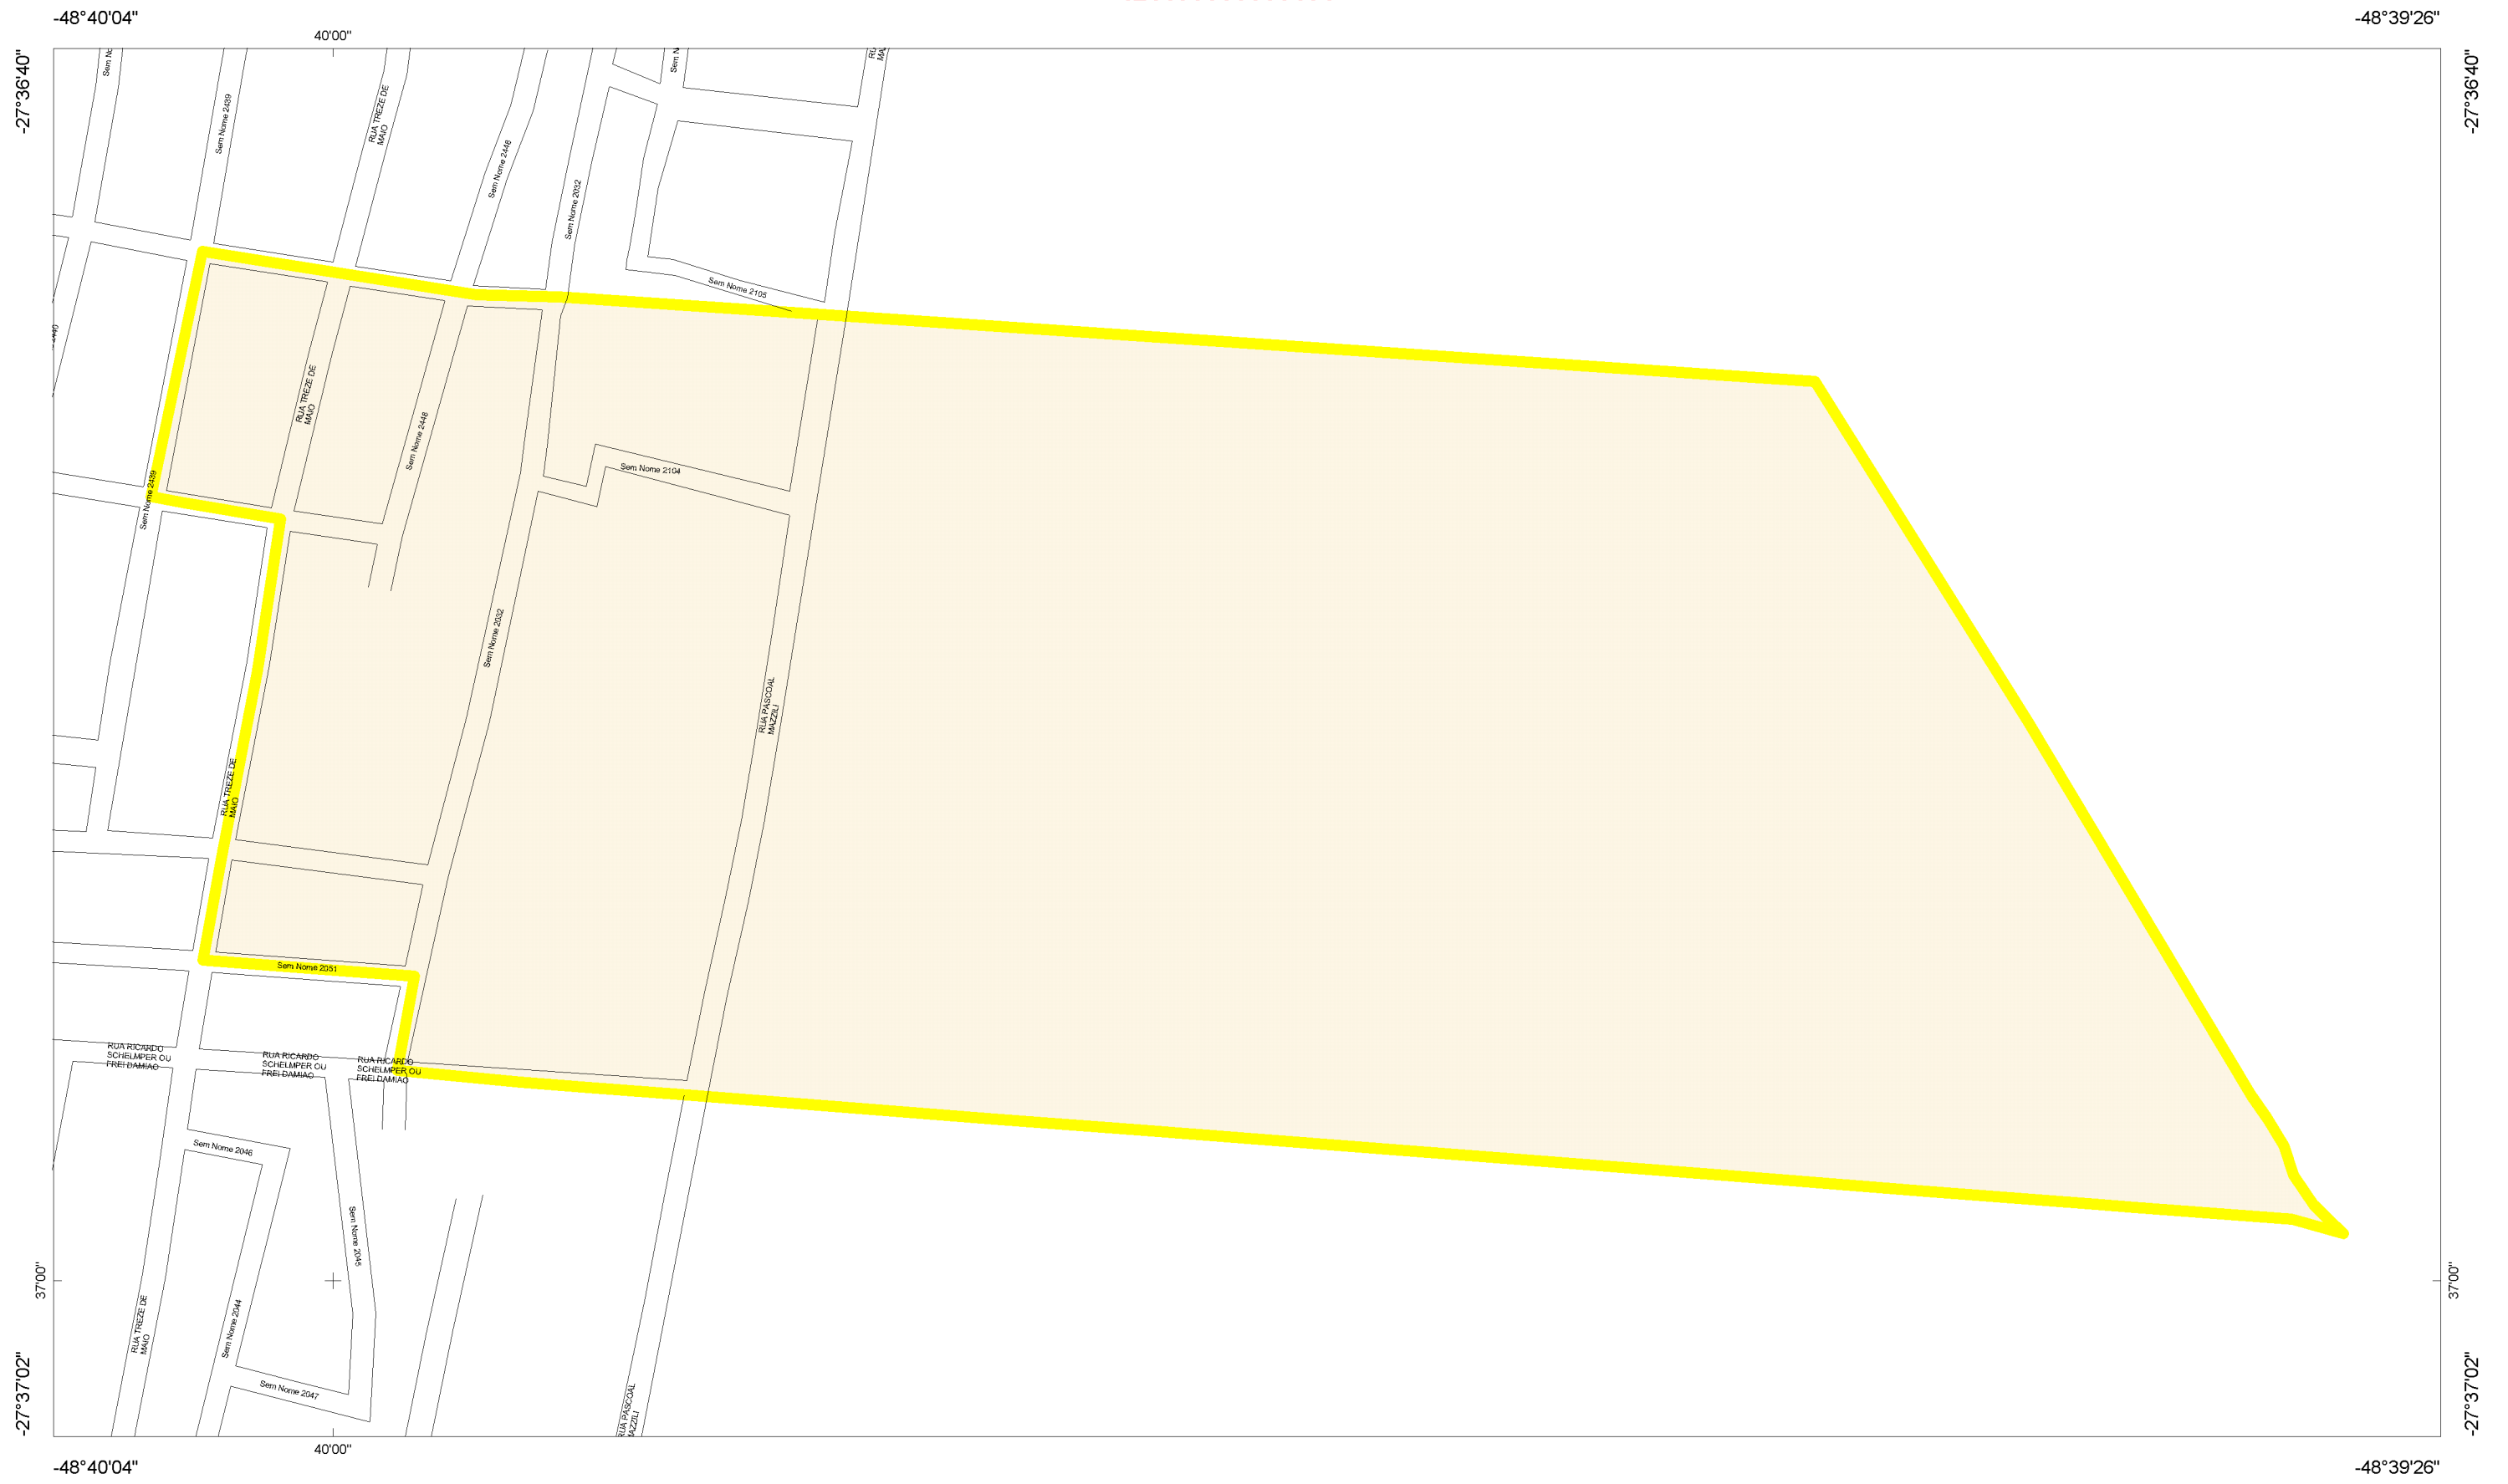 -48°40'04"
-48°39'26"
40'00"
-27°36'40"
-27°36'40"
Sem Nome 2439
RUA TREZE DE
MAIO
Sem Nome 2448
Sem Nome 2032
Sem Nome 2105
RUA TREZE DE
MAIO
Sem Nome 2448
Sem Nome 2104
Sem Nome 2439
Sem Nome 2032
RUA PASCOAL
MAZZILI
RUA TREZE DE
MAIO
Sem Nome 2051
RUA RICARDO
SCHELMPER OU
FREI DAMIAO
RUA RICARDO
SCHELMPER OU
FREI DAMIAO
RUA RICARDO
SCHELMPER OU
FREI DAMIAO
Sem Nome 2046
Sem Nome 2045
37'00"
37'00"
RUA TREZE DE
MAIO
Sem Nome 2044
Sem Nome 2047
RUA PASCOAL
-27°37'02"
-27°37'02"
40'00"
-48°40'04"
-48°39'26"